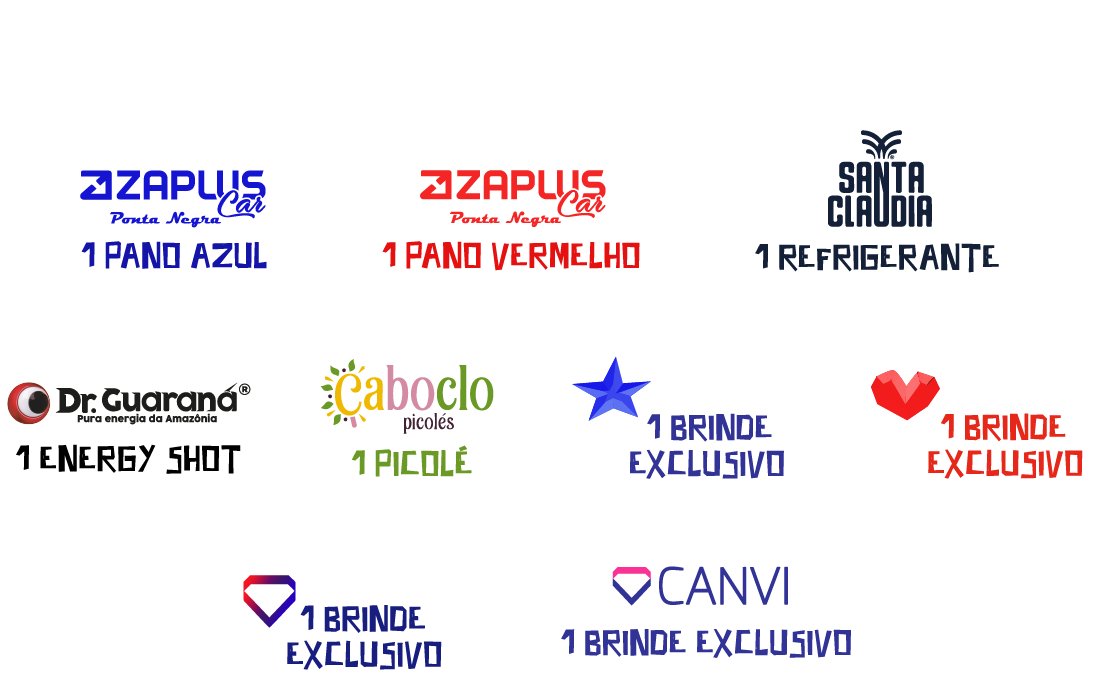 AZAPLUS
Car
Ponta Negra
1 PANO AZUL
AZAPLUS
Car
Ponta Negra
1 PANO VERMELHO
SANTA
CLAUDIA
1 REFRIGERANTE
Dr. Guaraná®
Pura energia da Amazônia
1 ENERGY SHOT
Caboclo
picolés
1 PICOLÉ
1 BRINDE
EXCLUSIVO
1 BRINDE
EXCLUSIVO
1 BRINDE
EXCLUSIVO
CANVI
1 BRINDE EXCLUSIVO